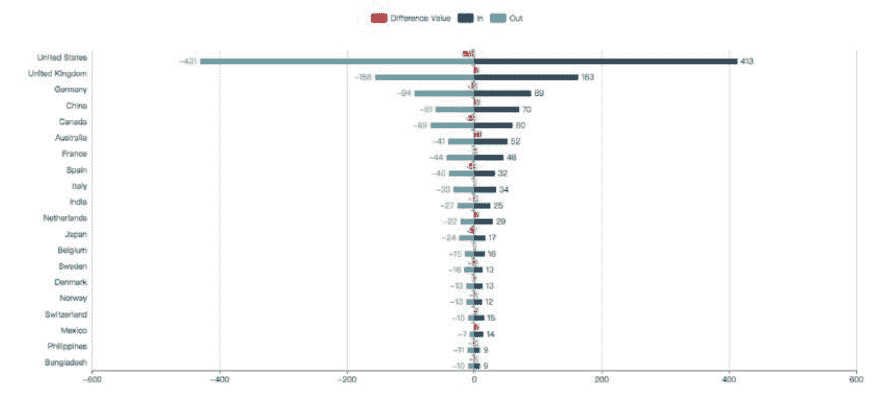 Difference Value In Out
United States -431 413
United Kingdom 163
Germany -94 89
China -61 70
Canada -69 60
Australia -41 52
France -44 46
Spain -40 32
Italy -33 34
India -27 25
Netherlands -22 29
Japan -24 17
Belgium -15 16
Sweden -16 13
Denmark -13 13
Norway -13 12
Switzerland -10 15
Mexico -7 14
Philippines -11 9
Bangladesh -10 9
-600 -400 -200 0 200 400 600